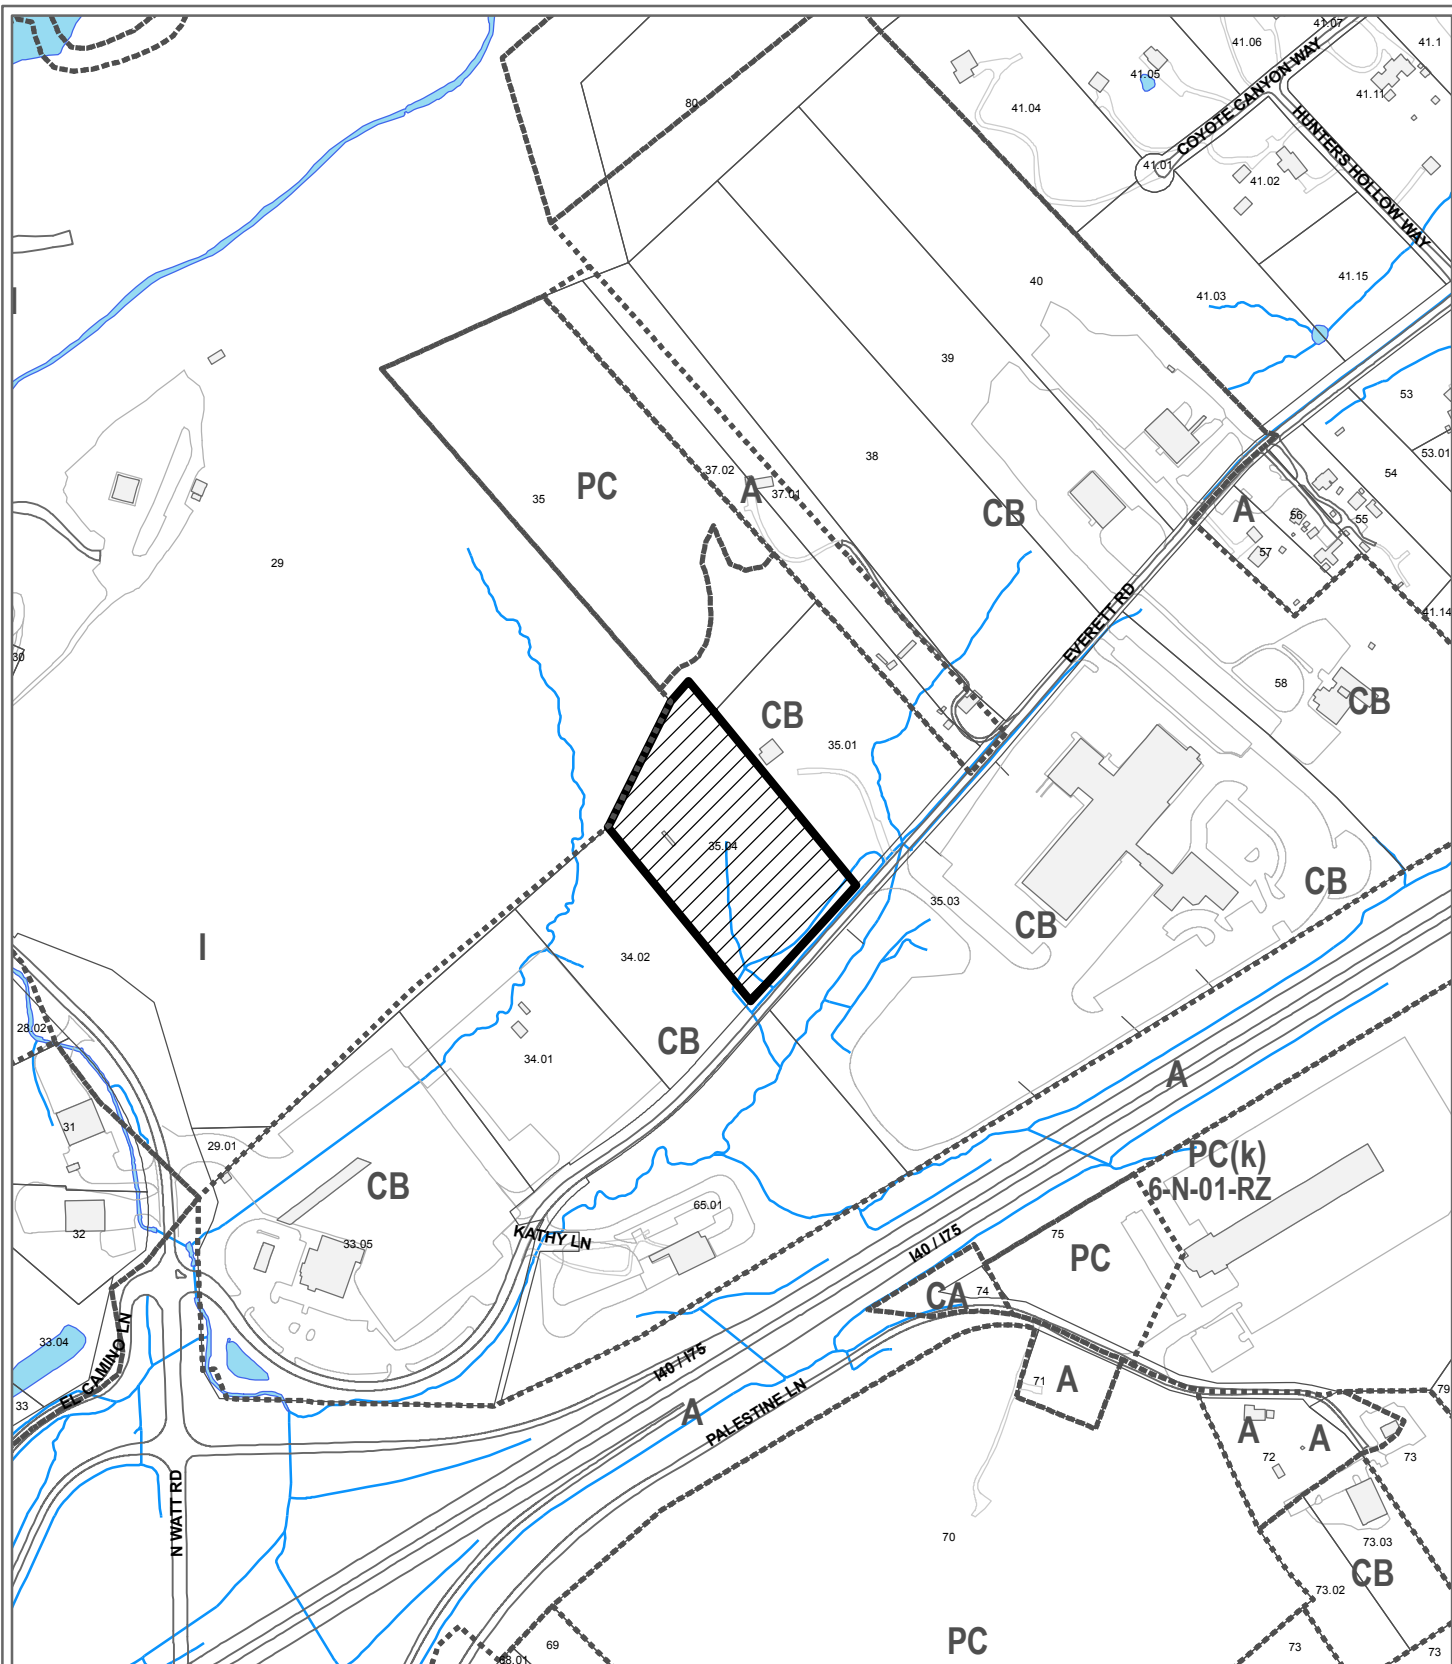 41.07
41.06
41.1
41.05
41.11
80
41.04
COYOTE CANYON WAY
HUNTERS HOLLOW WAY
41.01
41.02
40
41.15
41.03
I
39
53
38
53.01
37.02
54
PC
A
37.01
35
CB
A
56
55
57
29
EVERETT RD
41.14
30
58
CB
CB
35.01
35.04
CB
35.03
CB
I
34.02
28.02
CB
34.01
A
31
29.01
PC(k)
6-N-01-RZ
CB
65.01
32
KATHY LN
33.05
I40 / I75
75
PC
74
CA
33.04
EL CAMINO LN
I40 / I75
71
A
79
33
A
PALESTINE LN
A
A
72
73
N WATT RD
70
73.03
CB
73.02
PC
69
73
73
68.01